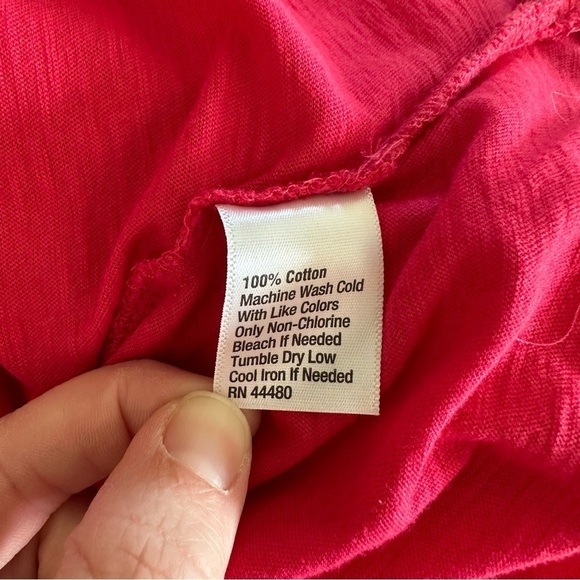 100% Cotton
Machine Wash Cold
With Like Colors
Only Non-Chlorine
Bleach If Needed
Tumble Dry Low
Cool Iron If Needed
RN 44480